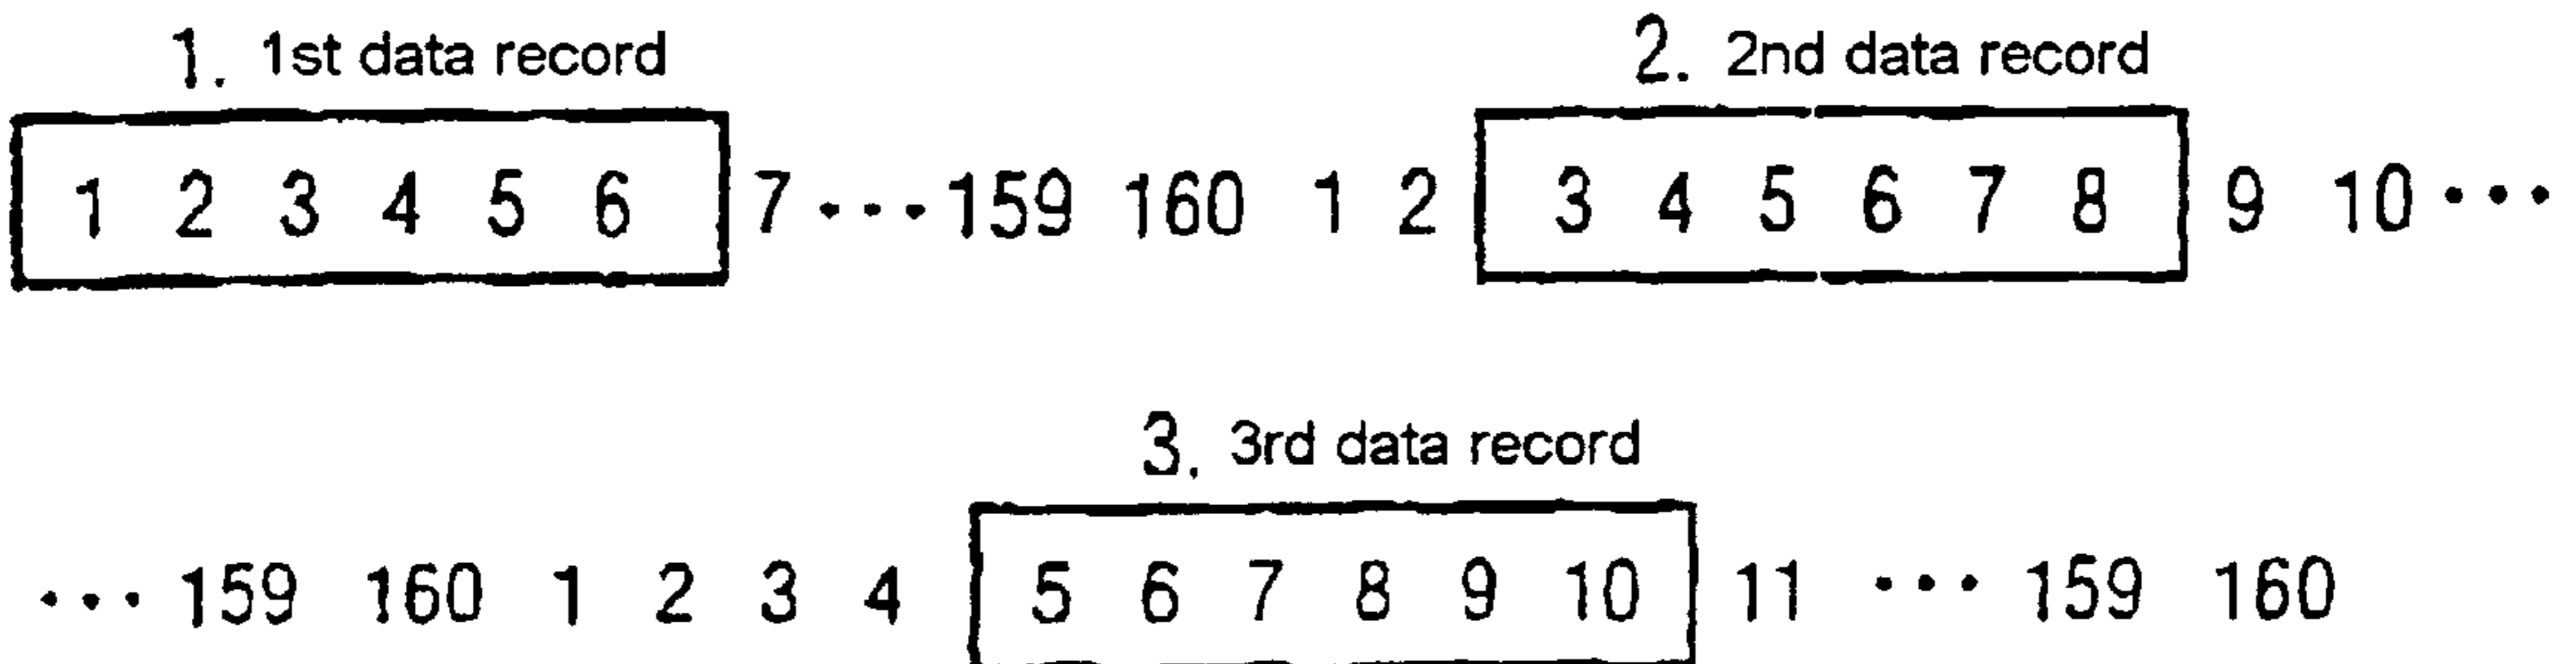 1. 1st data record 2. 2nd data record
1 2 3 4 5 6 7 ··· 159 160 1 2 3 4 5 6 7 8 9 10 ···
3. 3rd data record
··· 159 160 1 2 3 4 5 6 7 8 9 10 11 ··· 159 160